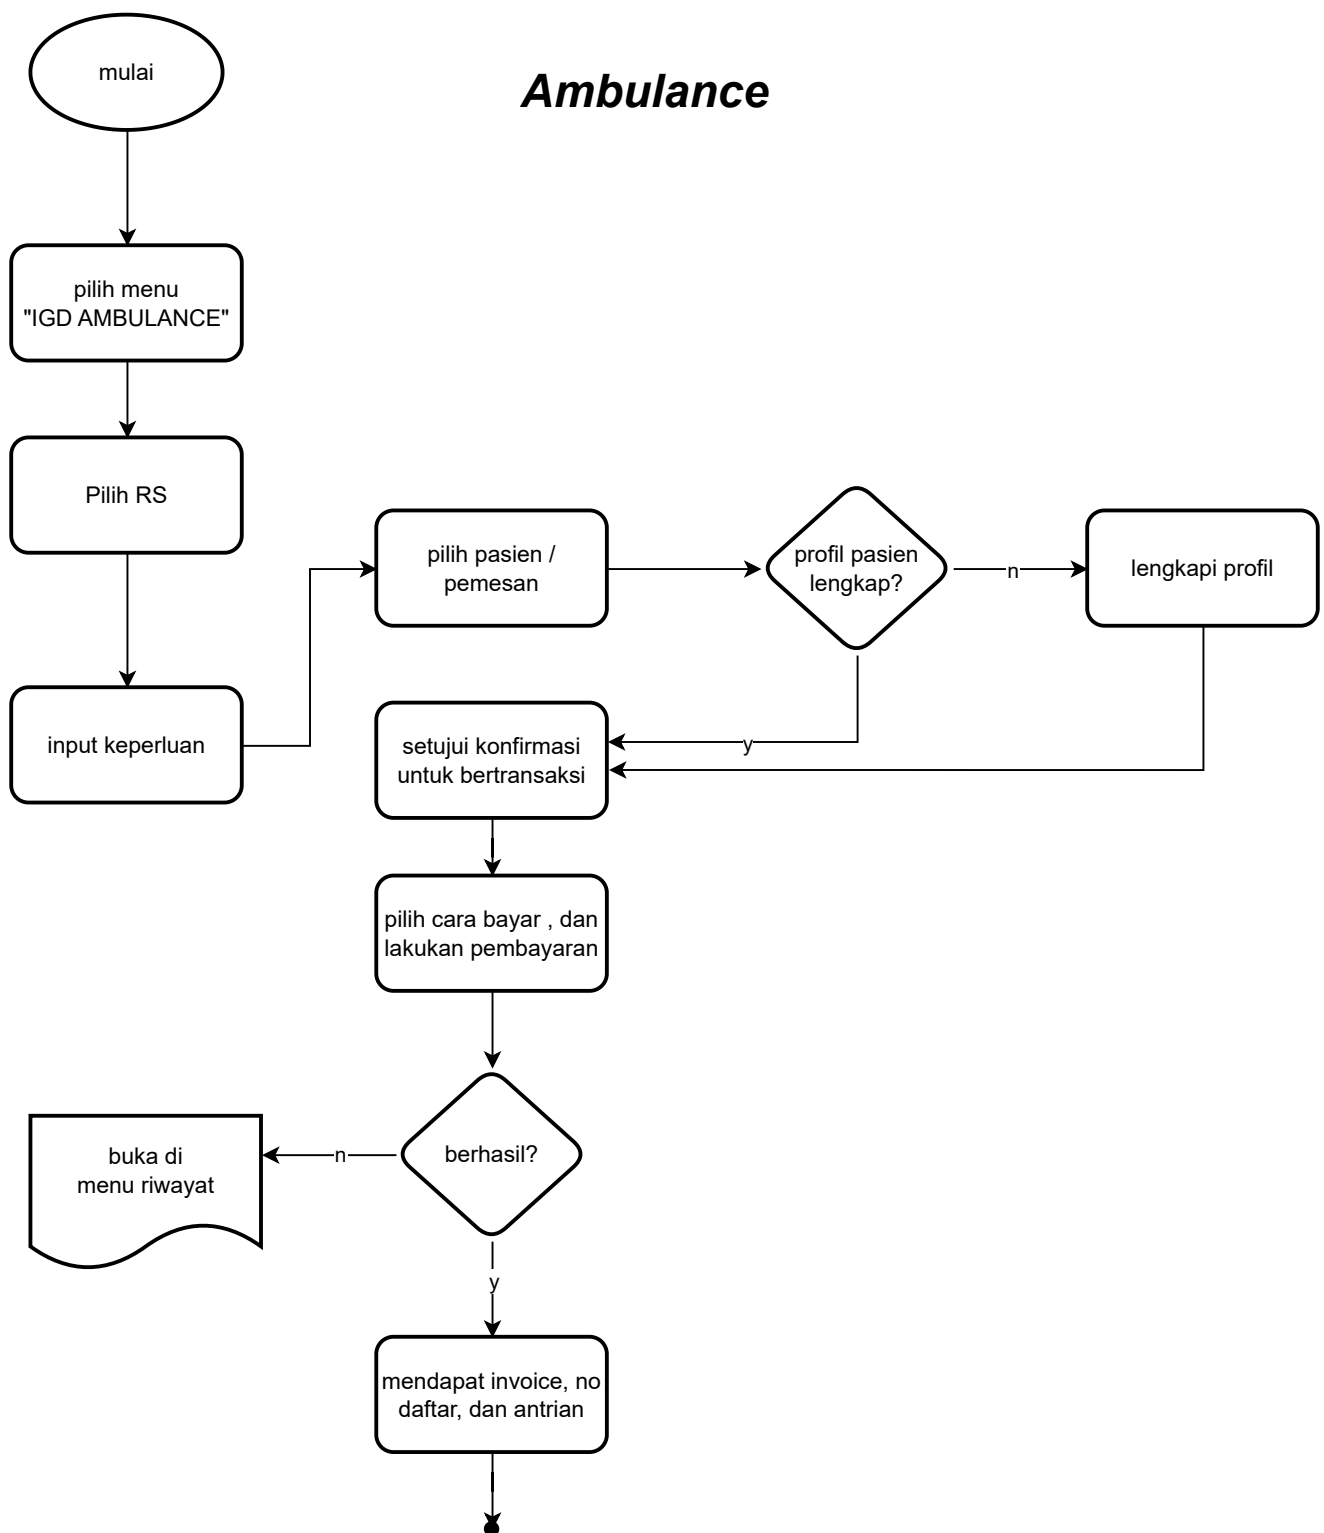 mulai
Ambulance
pilih menu
"IGD AMBULANCE"
Pilih RS
input keperluan
pilih pasien /
pemesan
profil pasien
lengkap?
n
lengkapi profil
y
setujui konfirmasi
untuk bertransaksi
pilih cara bayar , dan
lakukan pembayaran
berhasil?
n
buka di
menu riwayat
y
mendapat invoice, no
daftar, dan antrian